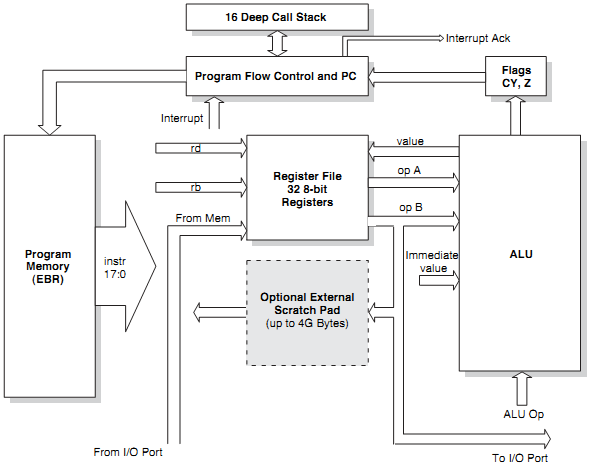 16 Deep Call Stack
Interrupt Ack
Program Flow Control and PC
Flags
CY, Z
Interrupt
rd
rb
From Mem
Register File
32 8-bit
Registers
value
op A
op B
Immediate
value
ALU
Program
Memory
(EBR)
instr
17:0
Optional External
Scratch Pad
(up to 4G Bytes)
ALU Op
From I/O Port
To I/O Port